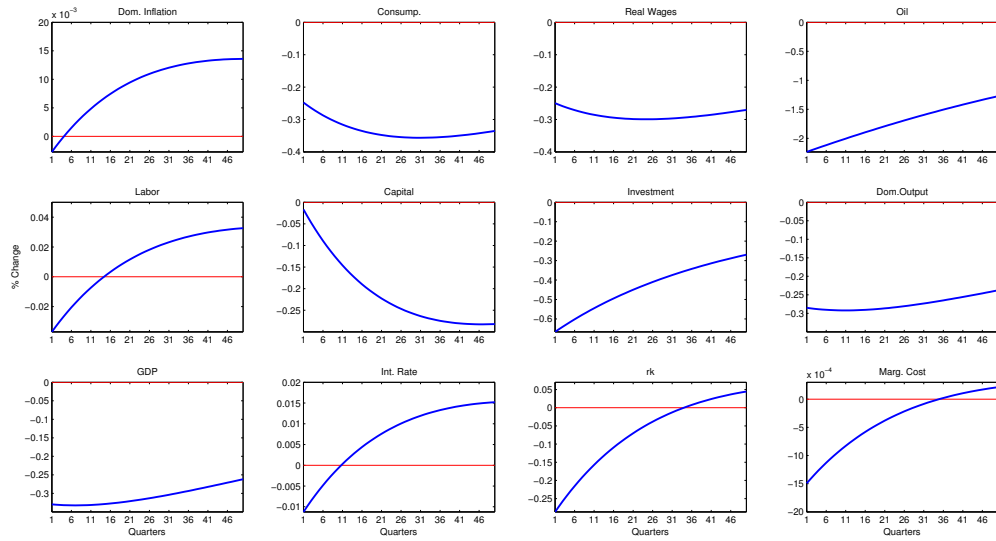 Dom. Inflation
x 10⁻³
20
15
10
5
0
1 6 11 16 21 26 31 36 41 46
Consump.
0
−0.1
−0.2
−0.3
−0.4
1 6 11 16 21 26 31 36 41 46
Real Wages
0
−0.1
−0.2
−0.3
−0.4
1 6 11 16 21 26 31 36 41 46
Oil
0
−0.5
−1
−1.5
−2
1 6 11 16 21 26 31 36 41 46
Labor
% Change
0.04
0.02
0
−0.02
1 6 11 16 21 26 31 36 41 46
Capital
0
−0.05
−0.1
−0.15
−0.2
−0.25
1 6 11 16 21 26 31 36 41 46
Investment
0
−0.1
−0.2
−0.3
−0.4
−0.5
−0.6
1 6 11 16 21 26 31 36 41 46
Dom.Output
0
−0.05
−0.1
−0.15
−0.2
−0.25
−0.3
1 6 11 16 21 26 31 36 41 46
GDP
0
−0.05
−0.1
−0.15
−0.2
−0.25
−0.3
1 6 11 16 21 26 31 36 41 46
Quarters
Int. Rate
0.02
0.015
0.01
0.005
0
−0.005
−0.01
1 6 11 16 21 26 31 36 41 46
Quarters
rk
0.05
0
−0.05
−0.1
−0.15
−0.2
−0.25
1 6 11 16 21 26 31 36 41 46
Quarters
Marg. Cost
x 10⁻⁴
0
−5
−10
−15
−20
1 6 11 16 21 26 31 36 41 46
Quarters